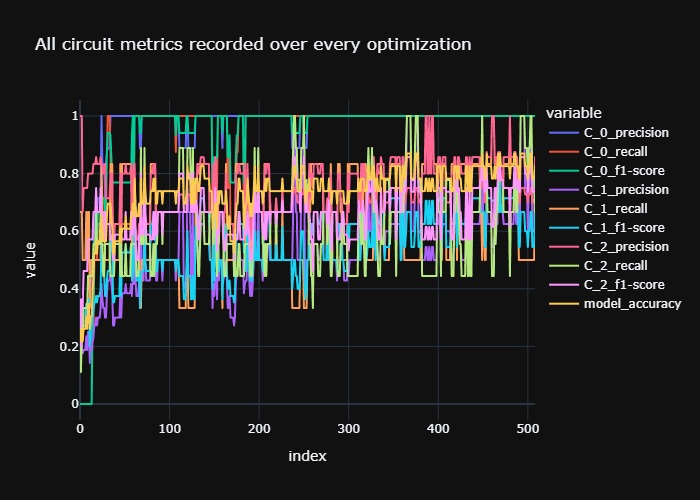 All circuit metrics recorded over every optimization
variable
C_0_precision
C_0_recall
C_0_f1-score
C_1_precision
C_1_recall
C_1_f1-score
C_2_precision
C_2_recall
C_2_f1-score
model_accuracy
value
1
0.8
0.6
0.4
0.2
0
0 100 200 300 400 500
index